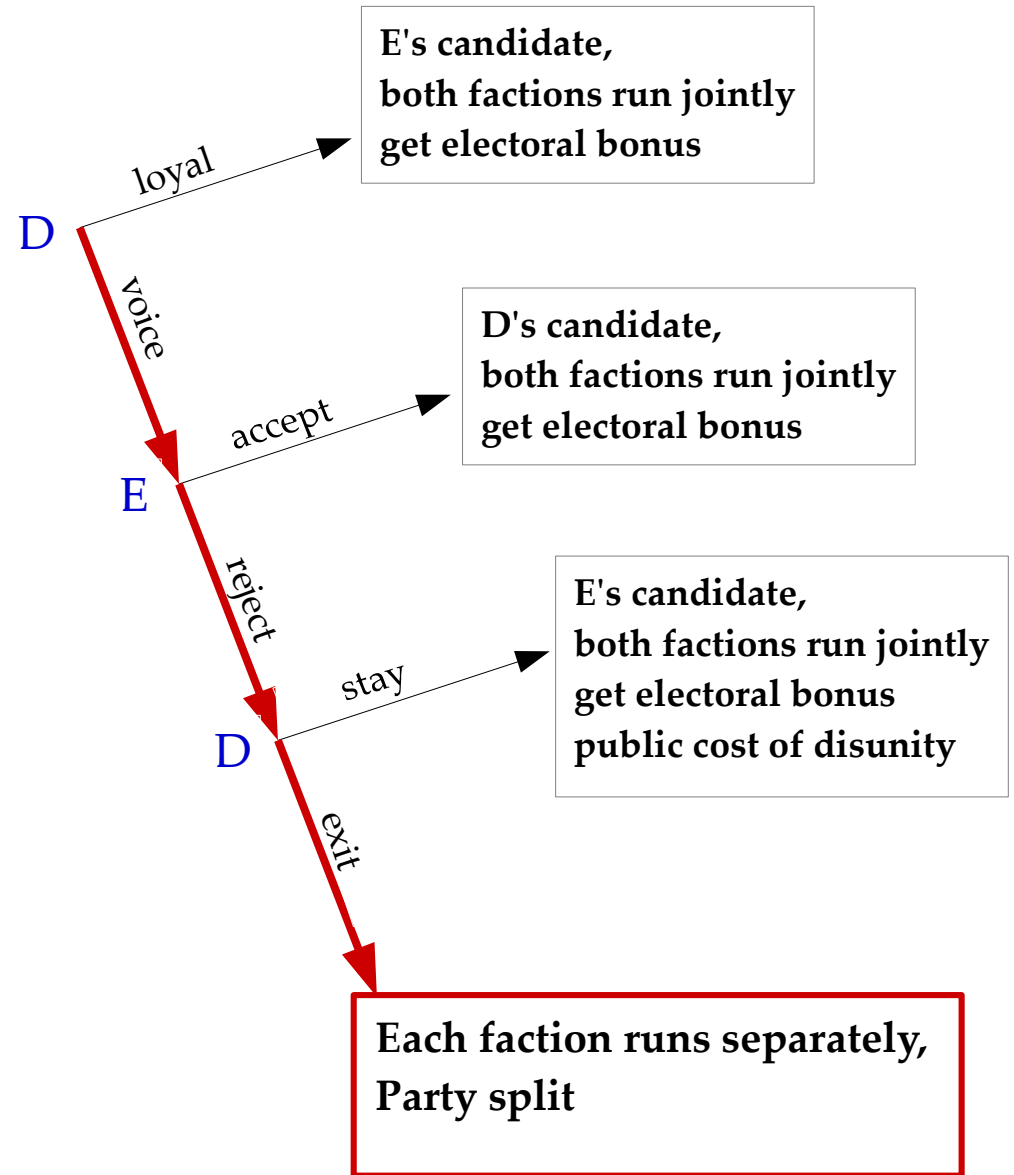 E's candidate,
both factions run jointly
get electoral bonus
loyal
D
voice
D's candidate,
both factions run jointly
get electoral bonus
accept
E
reject
E's candidate,
both factions run jointly
get electoral bonus
public cost of disunity
stay
D
exit
Each faction runs separately,
Party split